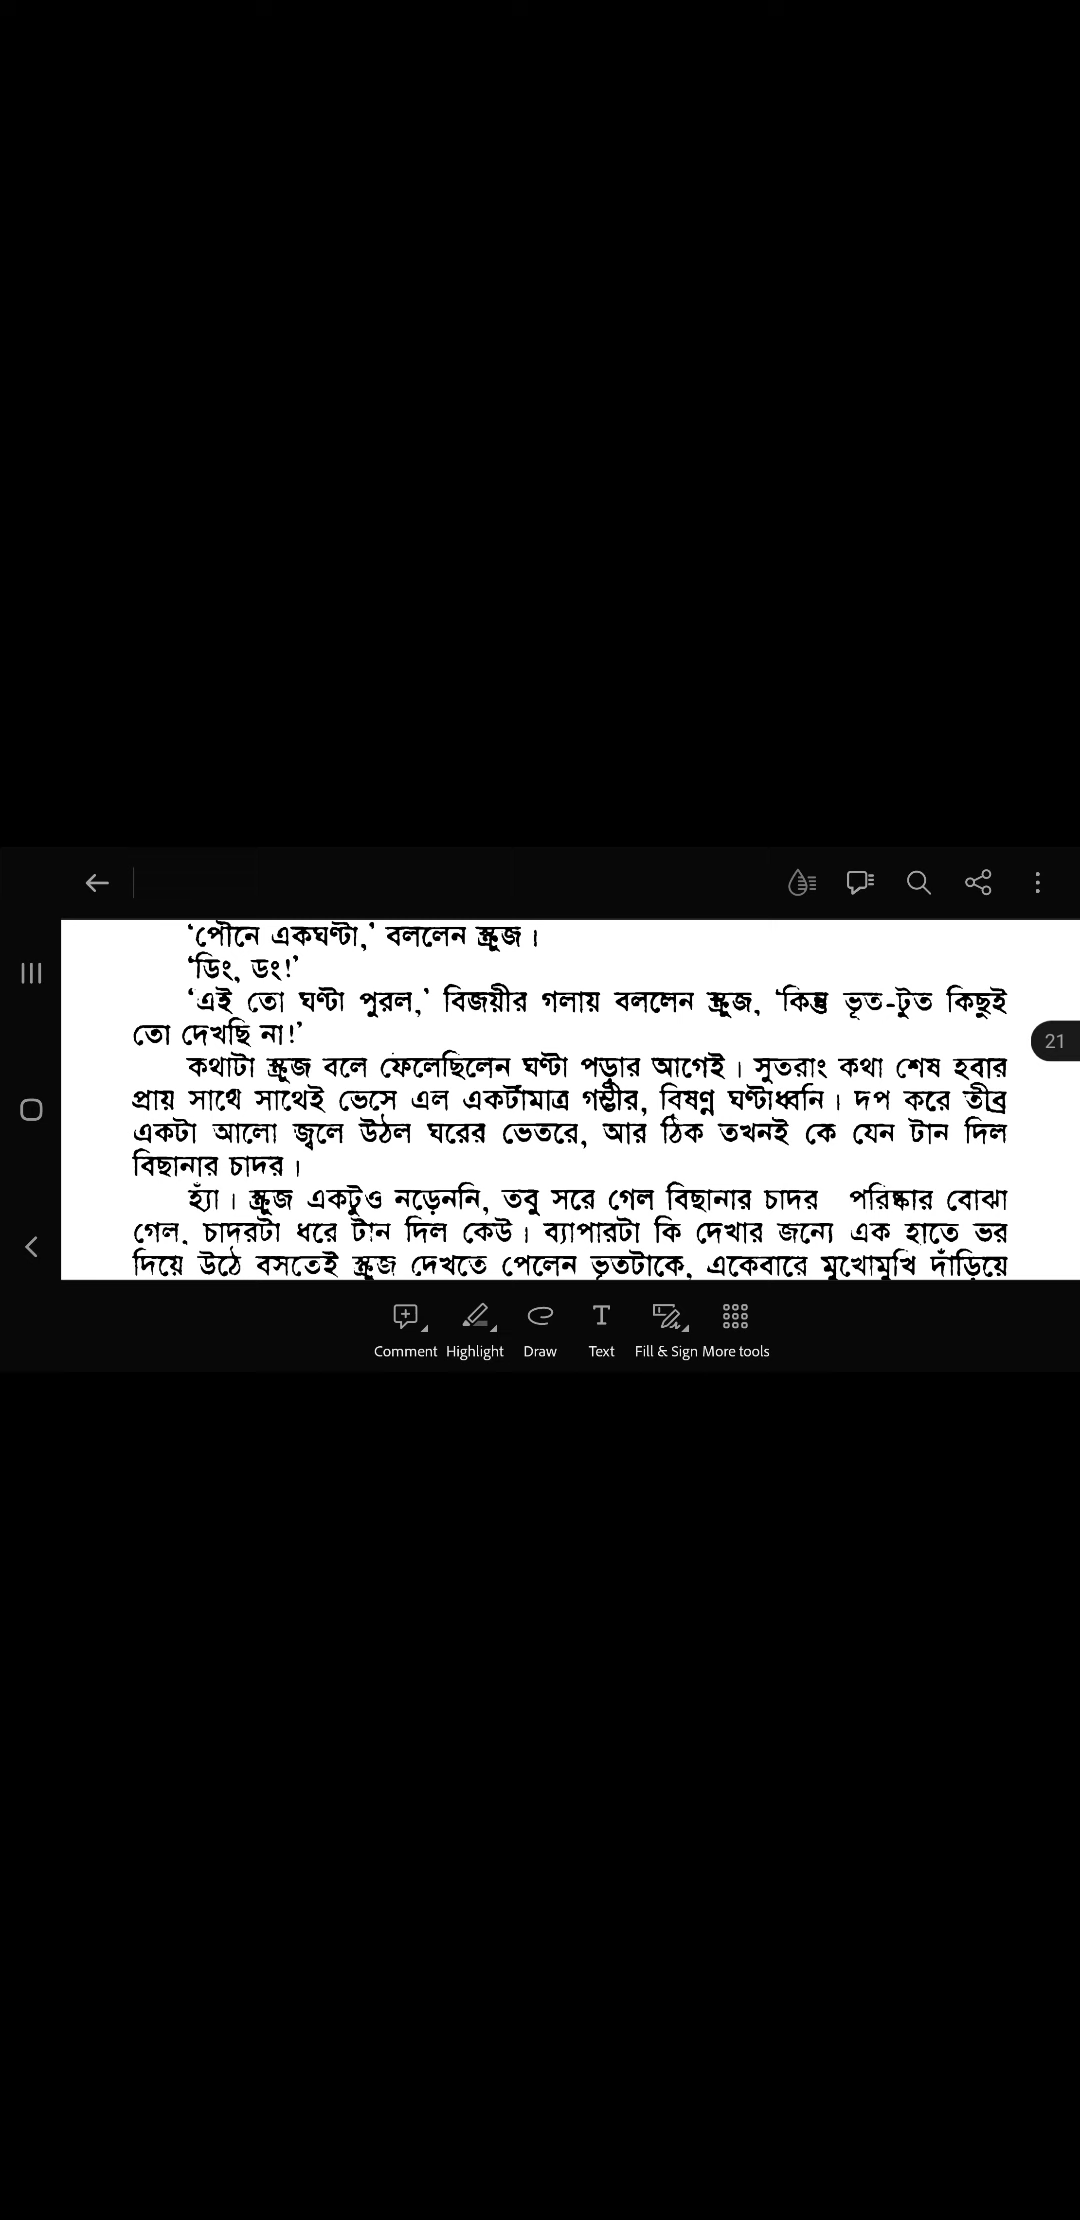 ‘পৌনে একঘণ্টা,’ বললেন স্ক্রুজ।
‘ডিং, ডং!’
‘এই তো ঘণ্টা পুরল,’ বিজয়ীর গলায় বললেন স্ক্রুজ, ‘কিন্তু ভূত-টুত কিছুই
তো দেখছি না!’
21
কথাটা স্ক্রুজ বলে ফেলেছিলেন ঘণ্টা পড়ার আগেই। সুতরাং কথা শেষ হবার
প্রায় সাথে সাথেই ভেসে এল একটামাত্র গম্ভীর, বিষণ্ণ ঘণ্টাধ্বনি। দপ করে তীব্র
একটা আলো জ্বলে উঠল ঘরের ভেতরে, আর ঠিক তখনই কে যেন টান দিল
বিছানার চাদর।
হ্যাঁ। স্ক্রুজ একটুও নড়েননি, তবু সরে গেল বিছানার চাদর পরিষ্কার বোঝা
গেল, চাদরটা ধরে টান দিল কেউ। ব্যাপারটা কি দেখার জন্যে এক হাতে ভর
দিয়ে উঠে বসতেই স্ক্রুজ দেখতে পেলেন ভূতটাকে, একেবারে মুখোমুখি দাঁড়িয়ে
Comment Highlight Draw Text Fill & Sign More tools